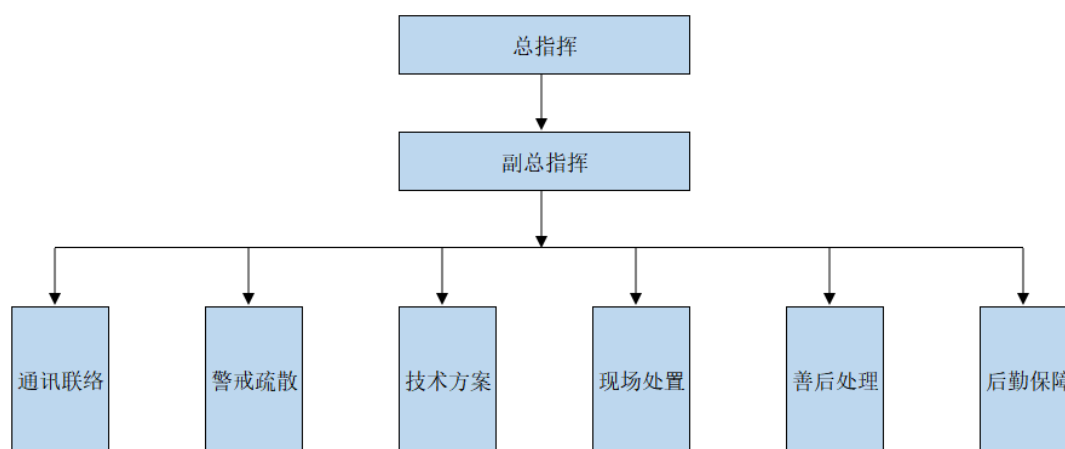 总指挥
副总指挥
通讯联络
警戒疏散
技术方案
现场处置
善后处理
后勤保障